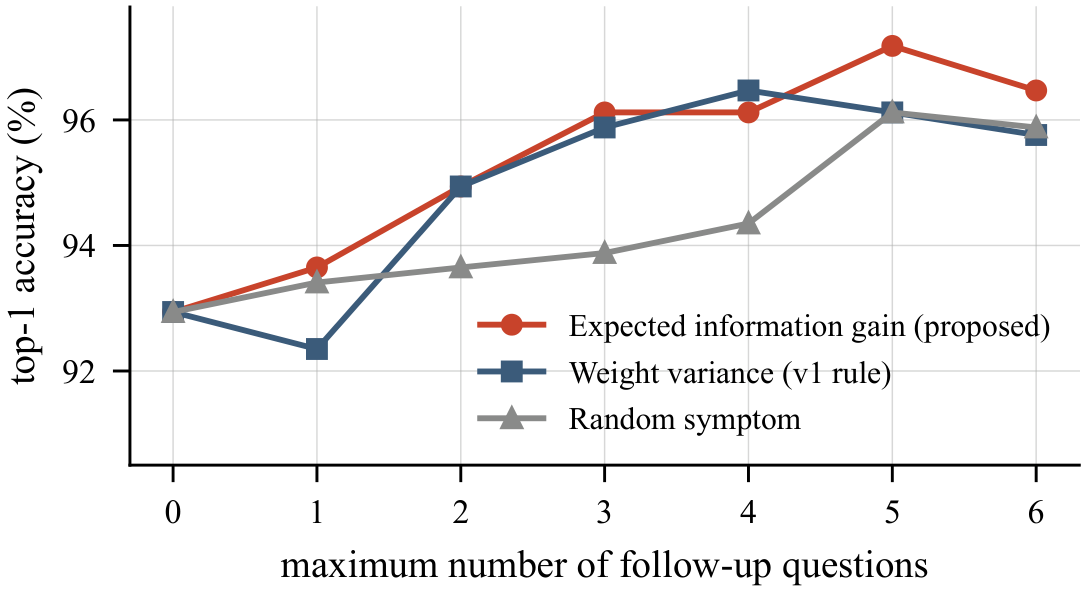 top-1 accuracy (%)
96
94
92
Expected information gain (proposed)
Weight variance (v1 rule)
Random symptom
0 1 2 3 4 5 6
maximum number of follow-up questions